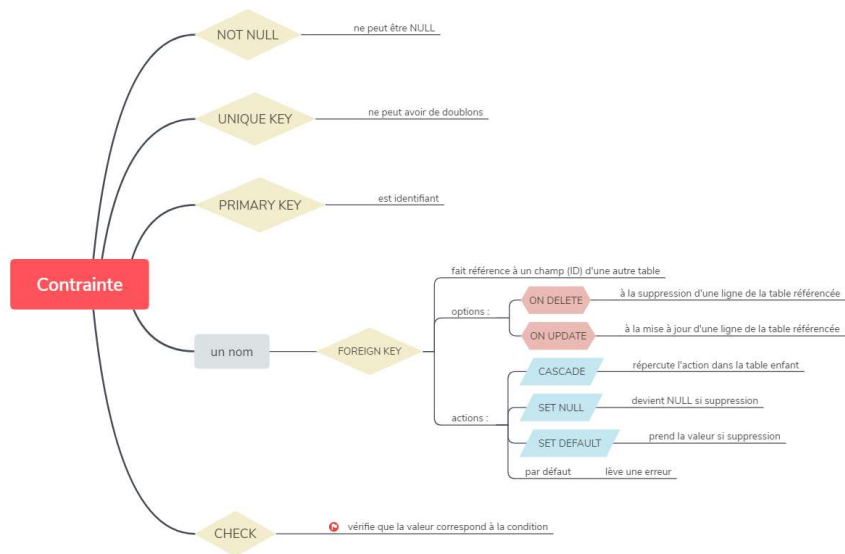 NOT NULL
ne peut être NULL
UNIQUE KEY
ne peut avoir de doublons
PRIMARY KEY
est identifiant
Contrainte
un nom
FOREIGN KEY
fait référence à un champ (ID) d'une autre table
options :
ON DELETE
à la suppression d'une ligne de la table référencée
ON UPDATE
à la mise à jour d'une ligne de la table référencée
actions :
CASCADE
répercute l'action dans la table enfant
SET NULL
devient NULL si suppression
SET DEFAULT
prend la valeur si suppression
par défaut
lève une erreur
CHECK
vérifie que la valeur correspond à la condition